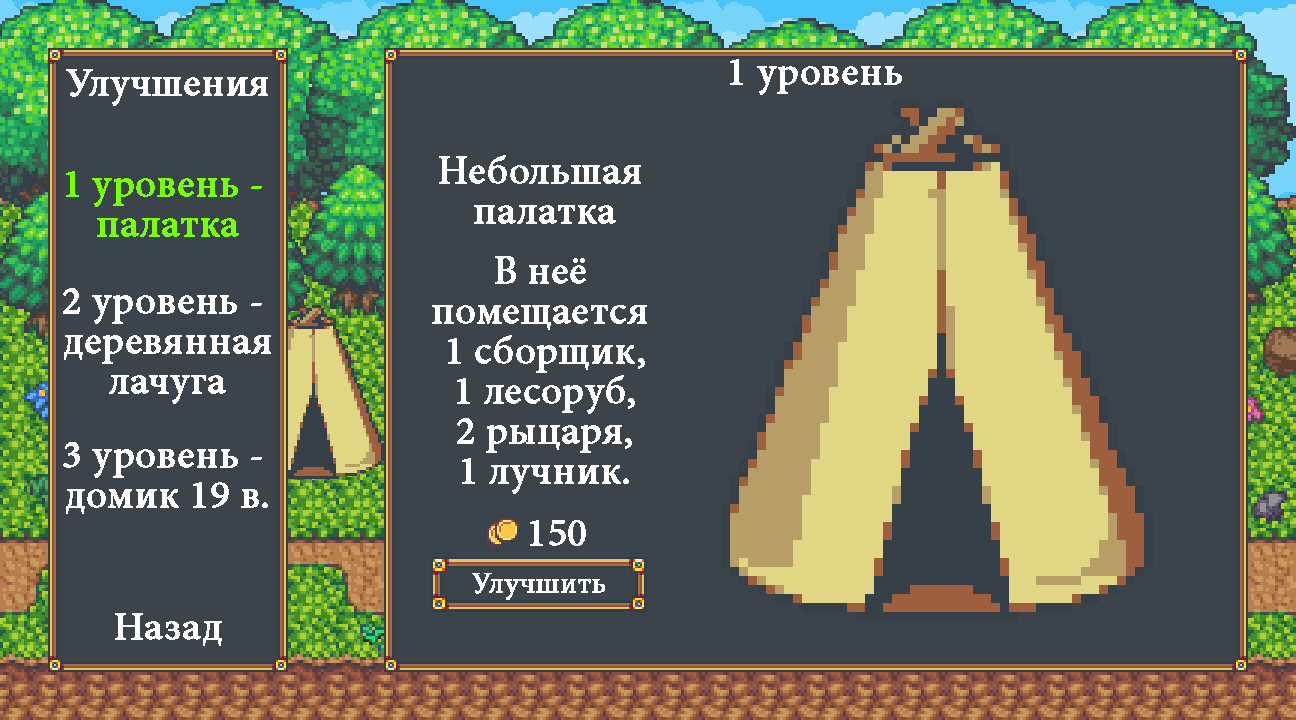 Улучшения
1 уровень -
палатка
2 уровень -
деревянная
лачуга
3 уровень -
домик 19 в.
Назад
1 уровень
Небольшая
палатка
В неё
помещается
1 сборщик,
1 лесоруб,
2 рыцаря,
1 лучник.
150
Улучшить